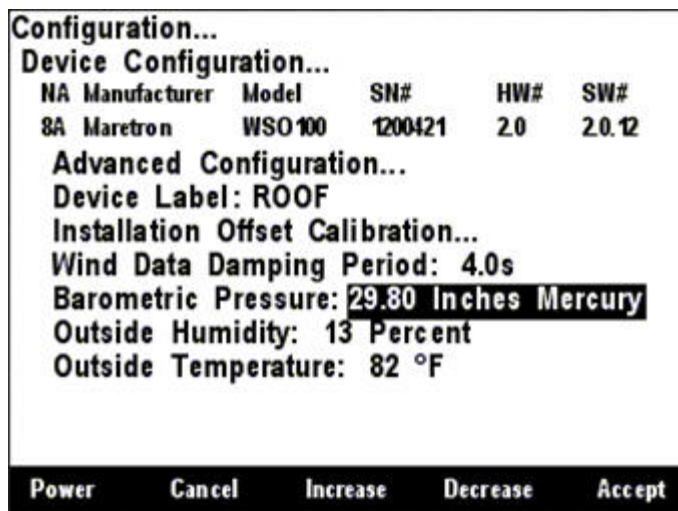 Configuration...
Device Configuration...
NA Manufacturer Model SN# HW# SW#
8A Maretron WSO100 1200421 2.0 2.0.12
Advanced Configuration...
Device Label: ROOF
Installation Offset Calibration...
Wind Data Damping Period: 4.0s
Barometric Pressure: 29.80 Inches Mercury
Outside Humidity: 13 Percent
Outside Temperature: 82 °F
Power Cancel Increase Decrease Accept